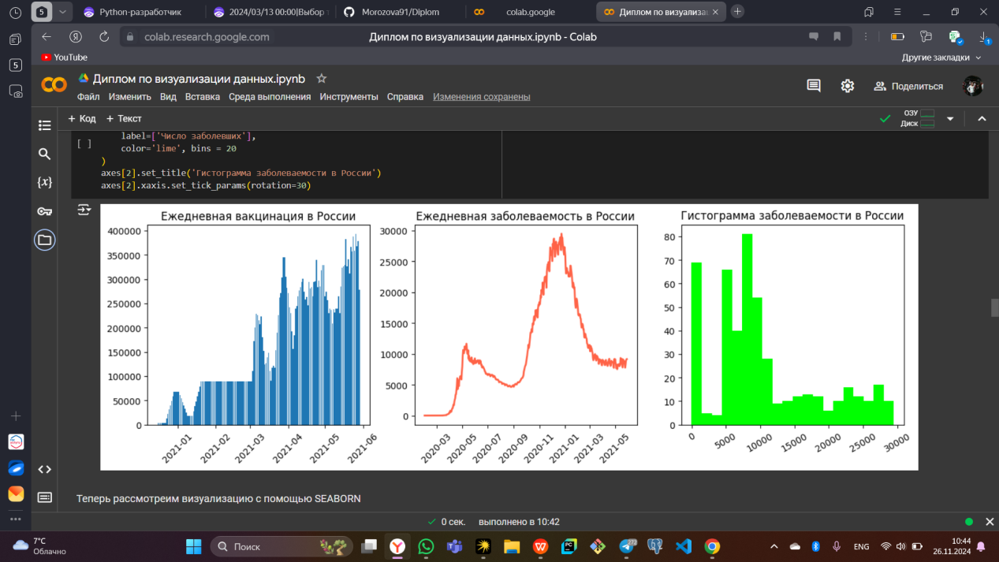 5
Python-разработчик
2024/03/13 00:00|Выбор
Morozova91/Diplom
colab.google
Диплом по визуализац
colab.research.google.com
Диплом по визуализации данных.ipynb - Colab
1
YouTube
Другие закладки
5
Диплом по визуализации данных.ipynb
Поделиться
Файл Изменить Вид Вставка Среда выполнения Инструменты Справка Изменения сохранены
+ Код + Текст
ОЗУ
Диск
label=['Число заболевших'],
[ ]
color='lime', bins = 20
)
axes[2].set_title('Гистограмма заболеваемости в России')
axes[2].xaxis.set_tick_params(rotation=30)
{x}
Ежедневная вакцинация в России
400000
350000
300000
250000
200000
150000
100000
50000
0
2021-01
2021-02
2021-03
2021-04
2021-05
2021-06
Ежедневная заболеваемость в России
30000
25000
20000
15000
10000
5000
0
2020-03
2020-05
2020-07
2020-09
2020-11
2021-01
2021-03
2021-05
Гистограмма заболеваемости в России
80
70
60
50
40
30
20
10
0
0
5000
10000
15000
20000
25000
30000
Теперь рассмотреим визуализацию с помощью SEABORN
0 сек. выполнено в 10:42
7°C
Облачно
Поиск
PC
272
ENG
10:44
26.11.2024